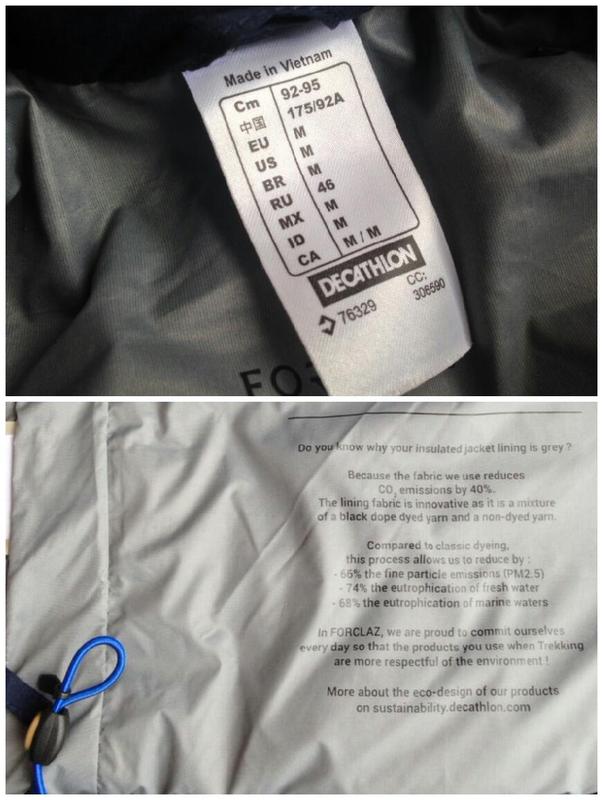 Made in Vietnam
Cm 92-95
中国 175/92A
EU M
US M
BR M
RU 46
MX M
ID M
CA M / M
DECATHLON
76329 CC: 306590
Do you know why your insulated jacket lining is grey ?
Because the fabric we use reduces
CO₂ emissions by 40%.
The lining fabric is innovative as it is a mixture
of a black dope dyed yarn and a non-dyed yarn.
Compared to classic dyeing,
this process allows us to reduce by :
- 66% the fine particle emissions (PM2.5)
- 74% the eutrophication of fresh water
- 68% the eutrophication of marine waters
In FORCLAZ, we are proud to commit ourselves
every day so that the products you use when Trekking
are more respectful of the environment !
More about the eco-design of our products
on sustainability.decathlon.com